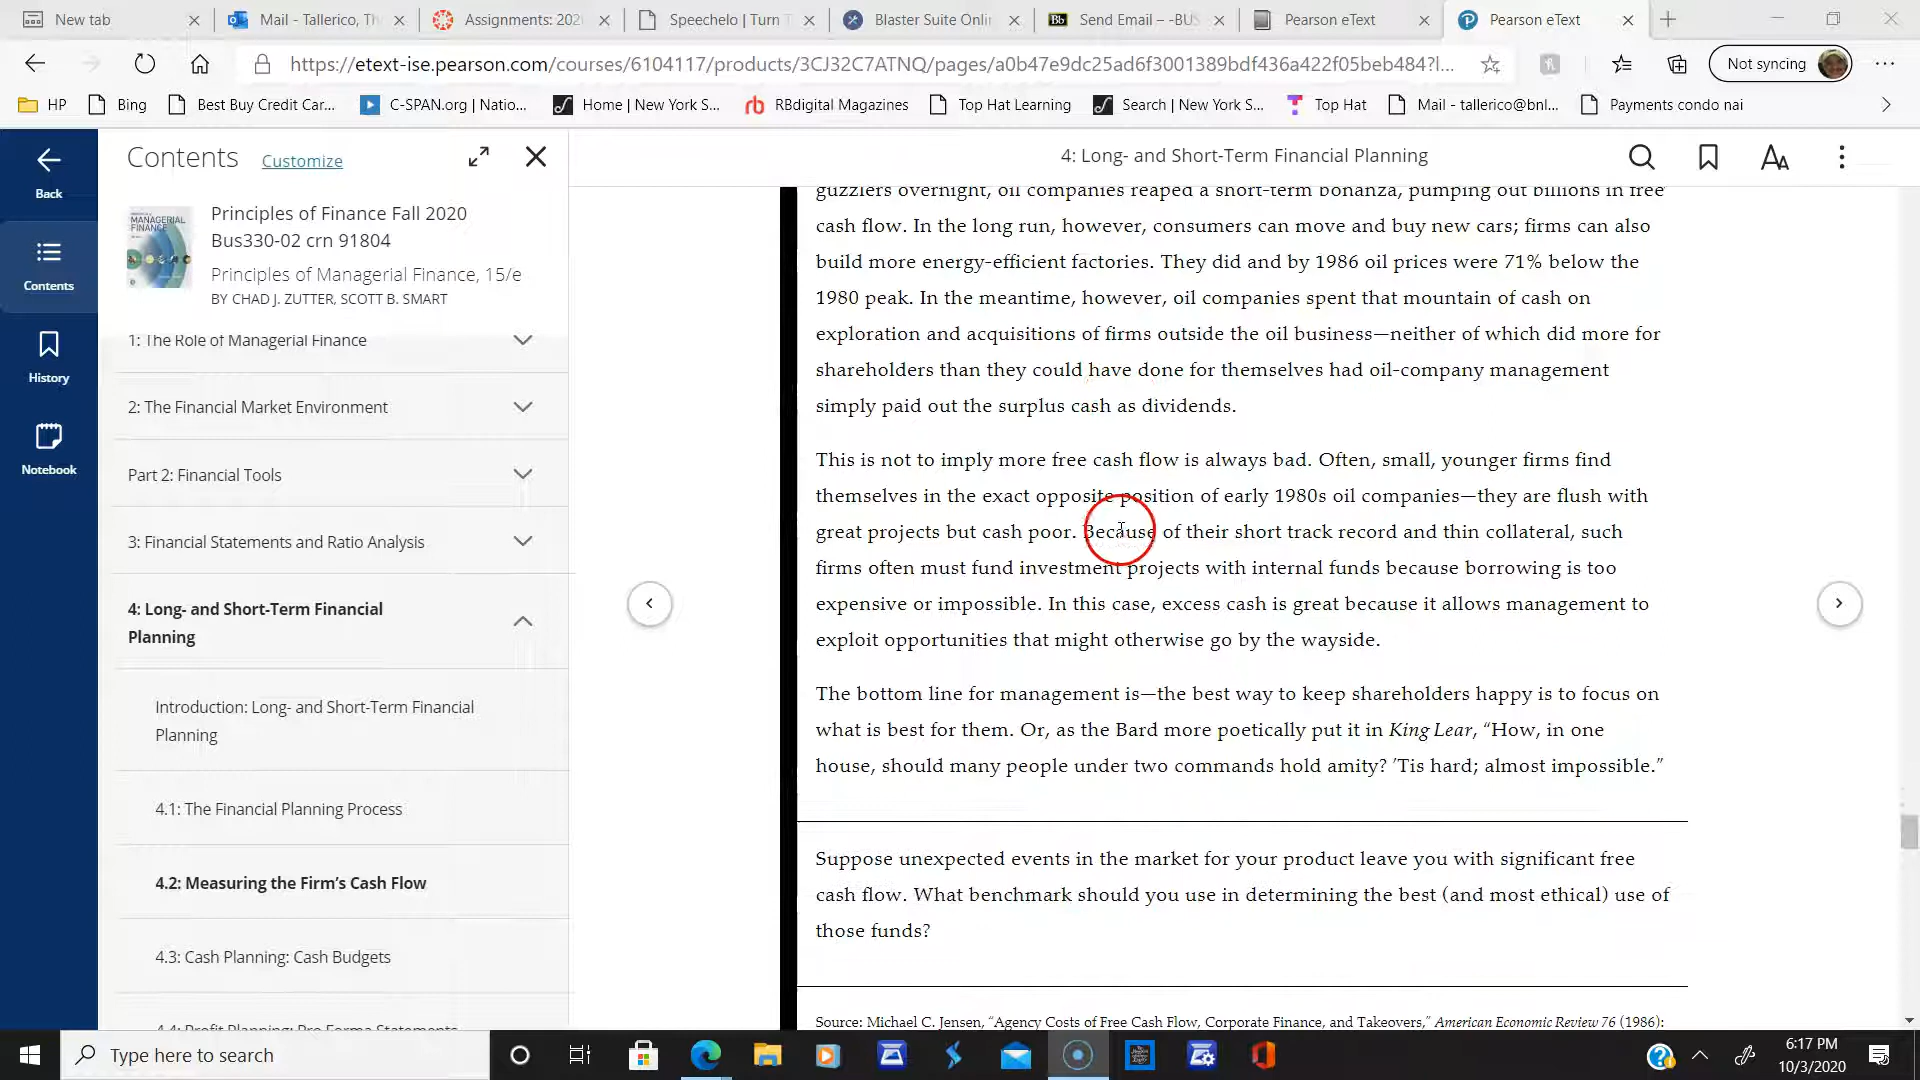 New tab
Mail - Tallerico, Th
Assignments: 202
Speechelo | Turn T
Blaster Suite Onlin
Bb Send Email – -BUS
Pearson eText
Pearson eText
https://etext-ise.pearson.com/courses/6104117/products/3CJ32C7ATNQ/pages/a0b47e9dc25ad6f3001389bdf436a422f05beb484?l...
Not syncing
HP
Bing
Best Buy Credit Car...
C-SPAN.org | Natio...
Home | New York S...
RBdigital Magazines
Top Hat Learning
Search | New York S...
Top Hat
Mail - tallerico@bnl...
Payments condo nai
Back
Contents
History
Notebook
Contents Customize
Principles of Finance Fall 2020
Bus330-02 crn 91804
Principles of Managerial Finance, 15/e
BY CHAD J. ZUTTER, SCOTT B. SMART
MANAGERIAL
FINANCE
1: The Role of Managerial Finance
2: The Financial Market Environment
Part 2: Financial Tools
3: Financial Statements and Ratio Analysis
4: Long- and Short-Term Financial
Planning
Introduction: Long- and Short-Term Financial
Planning
4.1: The Financial Planning Process
4.2: Measuring the Firm's Cash Flow
4.3: Cash Planning: Cash Budgets
4.4: Profit Planning: Pro Forma Statements
4: Long- and Short-Term Financial Planning
guzzlers overnight, oil companies reaped a short-term bonanza, pumping out billions in free
cash flow. In the long run, however, consumers can move and buy new cars; firms can also
build more energy-efficient factories. They did and by 1986 oil prices were 71% below the
1980 peak. In the meantime, however, oil companies spent that mountain of cash on
exploration and acquisitions of firms outside the oil business—neither of which did more for
shareholders than they could have done for themselves had oil-company management
simply paid out the surplus cash as dividends.
This is not to imply more free cash flow is always bad. Often, small, younger firms find
themselves in the exact opposite position of early 1980s oil companies—they are flush with
great projects but cash poor. Because of their short track record and thin collateral, such
firms often must fund investment projects with internal funds because borrowing is too
expensive or impossible. In this case, excess cash is great because it allows management to
exploit opportunities that might otherwise go by the wayside.
The bottom line for management is—the best way to keep shareholders happy is to focus on
what is best for them. Or, as the Bard more poetically put it in King Lear, “How, in one
house, should many people under two commands hold amity? ’Tis hard; almost impossible.”
Suppose unexpected events in the market for your product leave you with significant free
cash flow. What benchmark should you use in determining the best (and most ethical) use of
those funds?
Source: Michael C. Jensen, “Agency Costs of Free Cash Flow, Corporate Finance, and Takeovers,” American Economic Review 76 (1986):
Type here to search
6:17 PM
10/3/2020